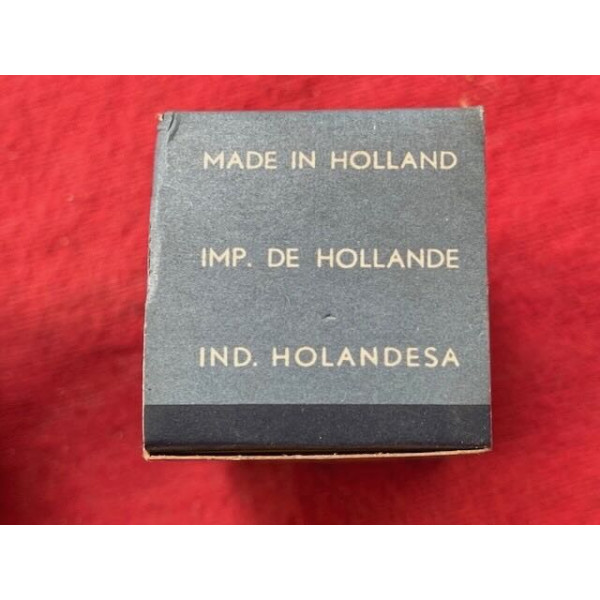 MADE IN HOLLAND
IMP. DE HOLLANDE
IND. HOLANDESA